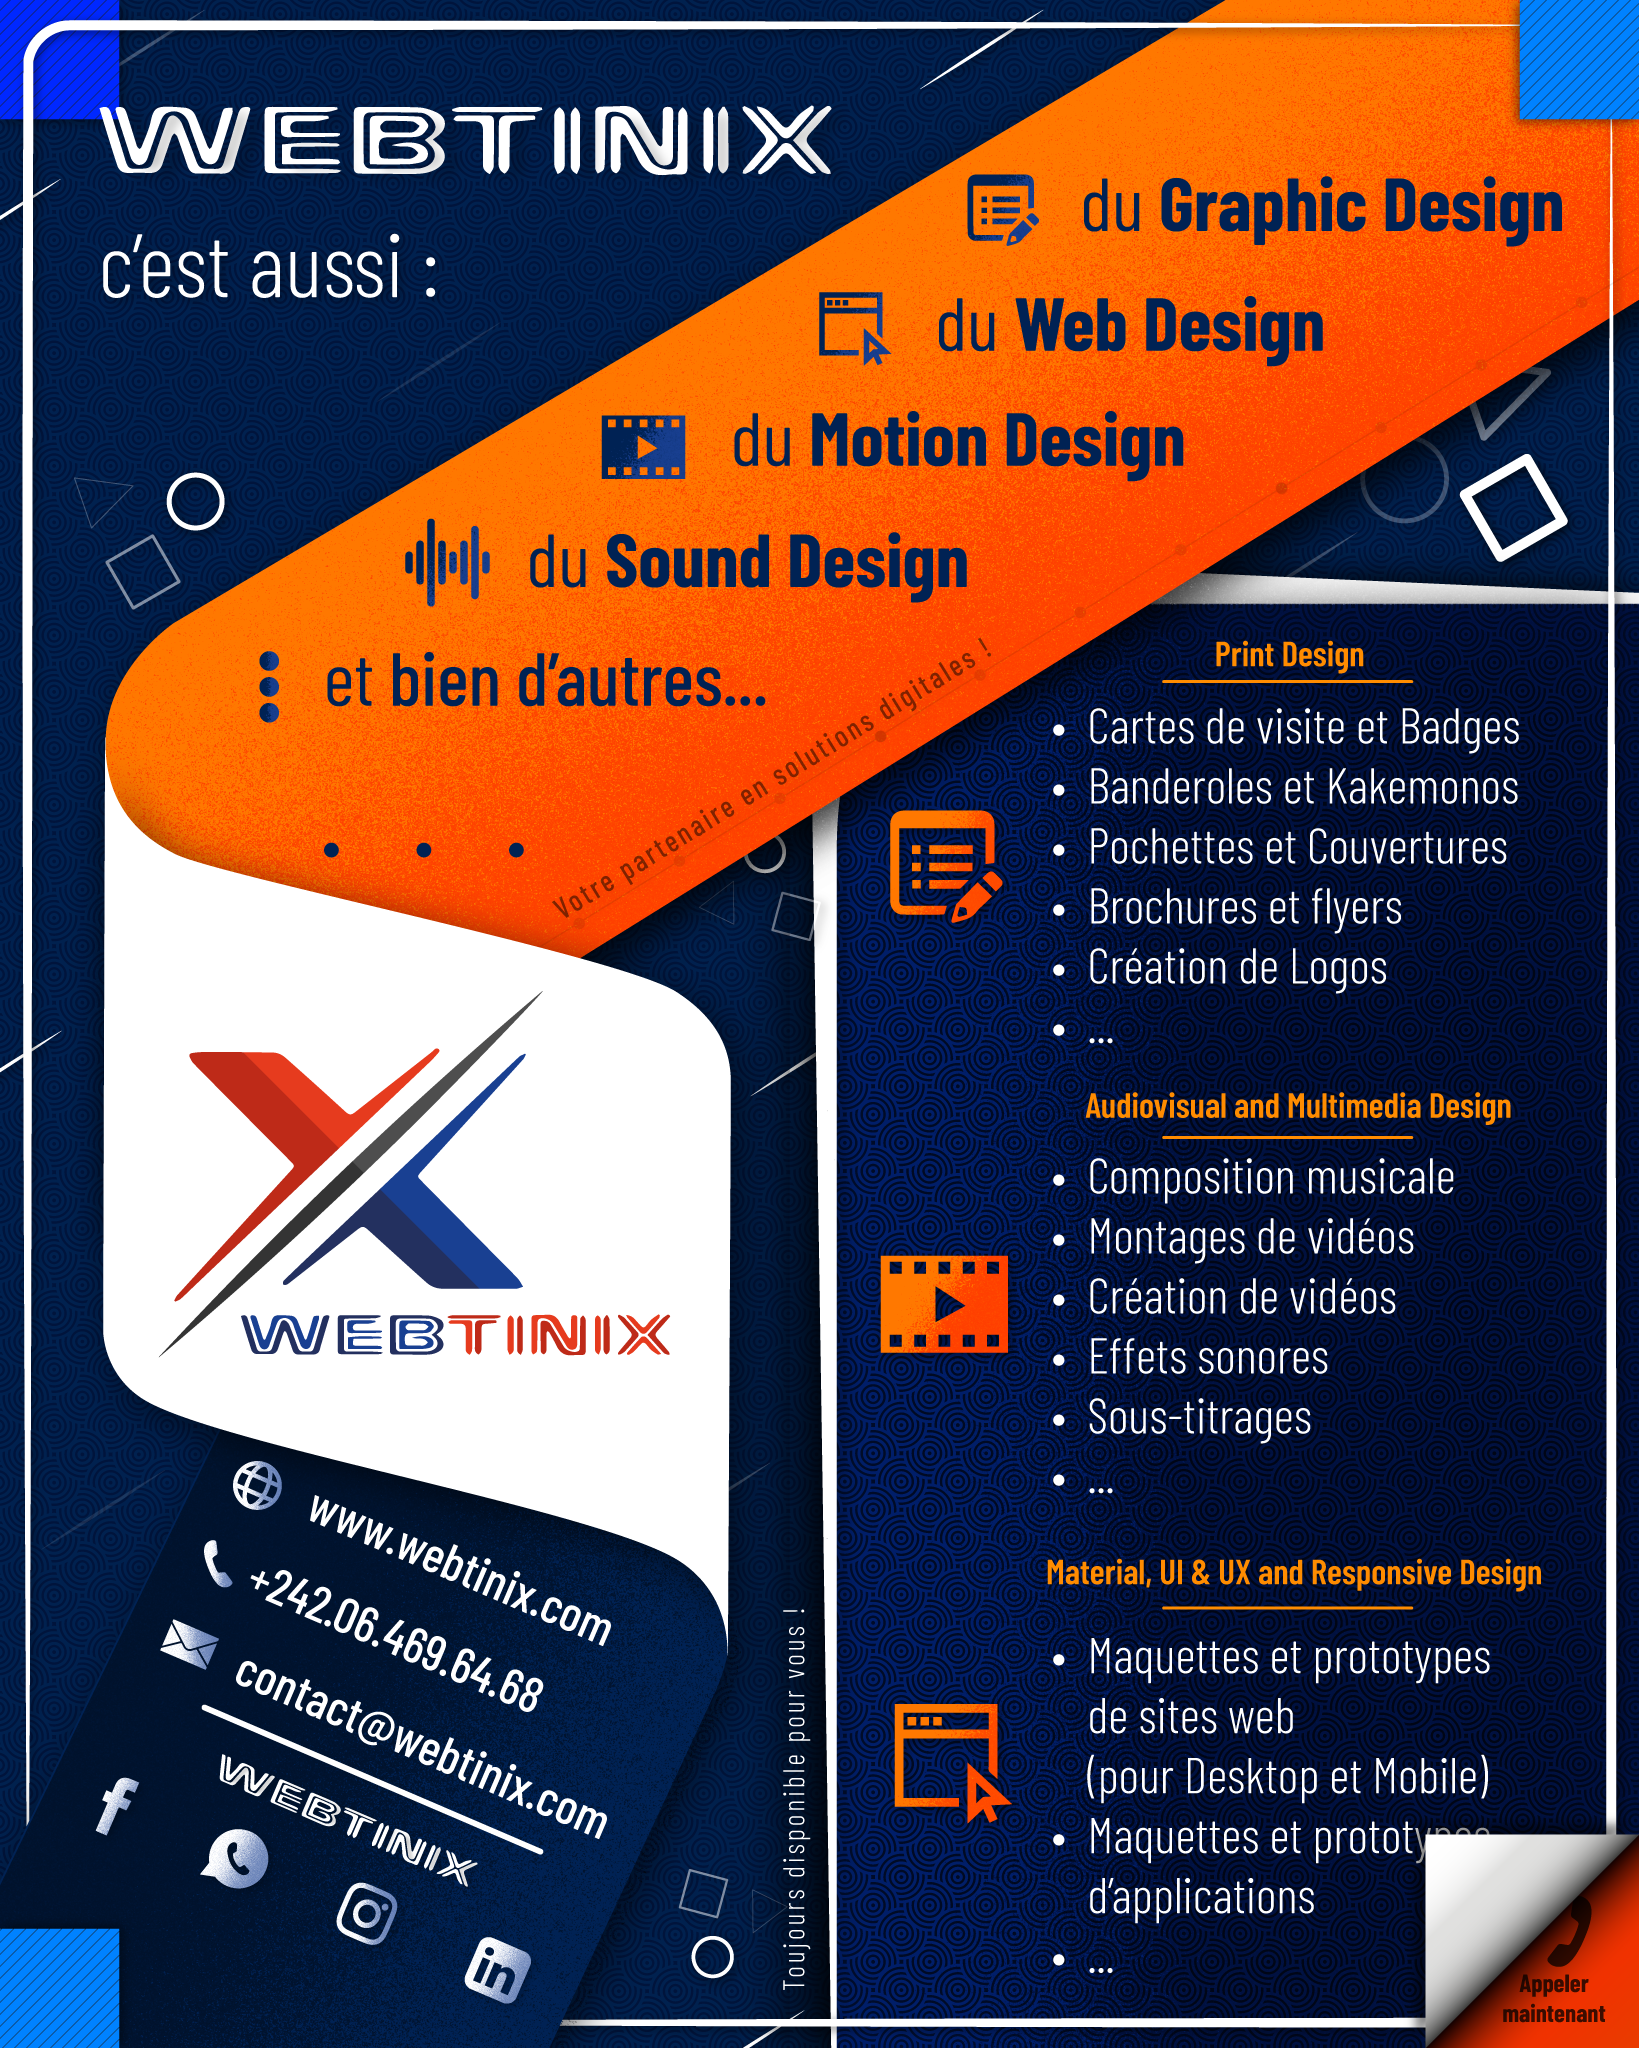 WEBTINIX
c'est aussi :
du Graphic Design
du Web Design
du Motion Design
du Sound Design
et bien d'autres...
Votre partenaire en solutions digitales !
WEBTINIX
www.webtinix.com
+242.06.469.64.68
contact@webtinix.com
WEBTINIX
Toujours disponible pour vous !
Print Design
• Cartes de visite et Badges
• Banderoles et Kakemonos
• Pochettes et Couvertures
• Brochures et flyers
• Création de Logos
• ...
Audiovisual and Multimedia Design
• Composition musicale
• Montages de vidéos
• Création de vidéos
• Effets sonores
• Sous-titrages
• ...
Material, UI & UX and Responsive Design
• Maquettes et prototypes
de sites web
(pour Desktop et Mobile)
• Maquettes et prototypes
d'applications
• ...
Appeler
maintenant